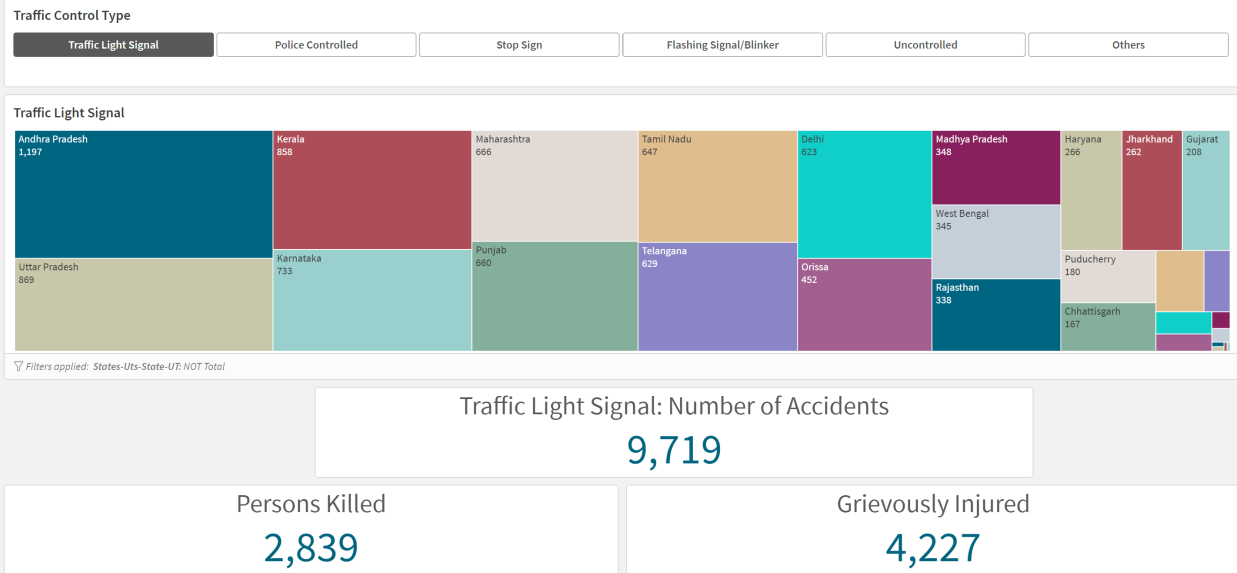 Traffic Control Type
Traffic Light Signal
Police Controlled
Stop Sign
Flashing Signal/Blinker
Uncontrolled
Others
Traffic Light Signal
Andhra Pradesh
1,197
Uttar Pradesh
869
Kerala
858
Karnataka
733
Maharashtra
666
Punjab
660
Tamil Nadu
647
Telangana
629
Delhi
623
Orissa
452
Madhya Pradesh
348
West Bengal
345
Rajasthan
338
Haryana
266
Jharkhand
262
Gujarat
208
Puducherry
180
Chhattisgarh
167
Filters applied: States-Uts-State-UT: NOT Total
Traffic Light Signal: Number of Accidents
9,719
Persons Killed
2,839
Grievously Injured
4,227